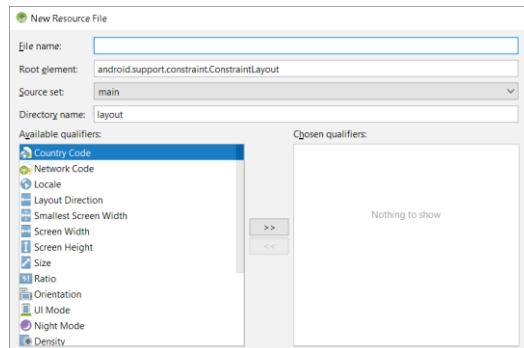 New Resource File
File name:
Root element: android.support.constraint.ConstraintLayout
Source set: main
Directory name: layout
Available qualifiers: Chosen qualifiers:
Country Code
Network Code
Locale
Layout Direction
Smallest Screen Width
Screen Width
Screen Height
Size
Ratio
Orientation
UI Mode
Night Mode
Density
>>
<<
Nothing to show